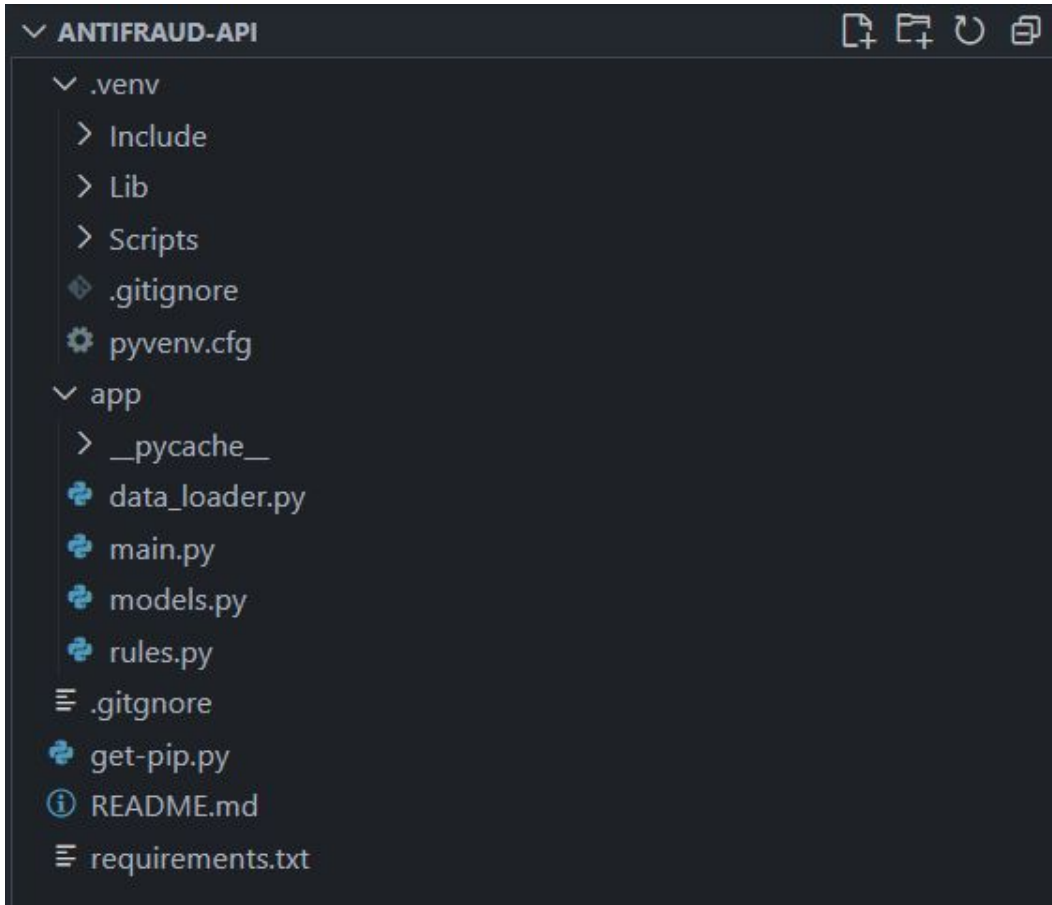 ANTIFRAUD-API
.venv
Include
Lib
Scripts
.gitignore
pyvenv.cfg
app
__pycache__
data_loader.py
main.py
models.py
rules.py
.gitgnore
get-pip.py
README.md
requirements.txt